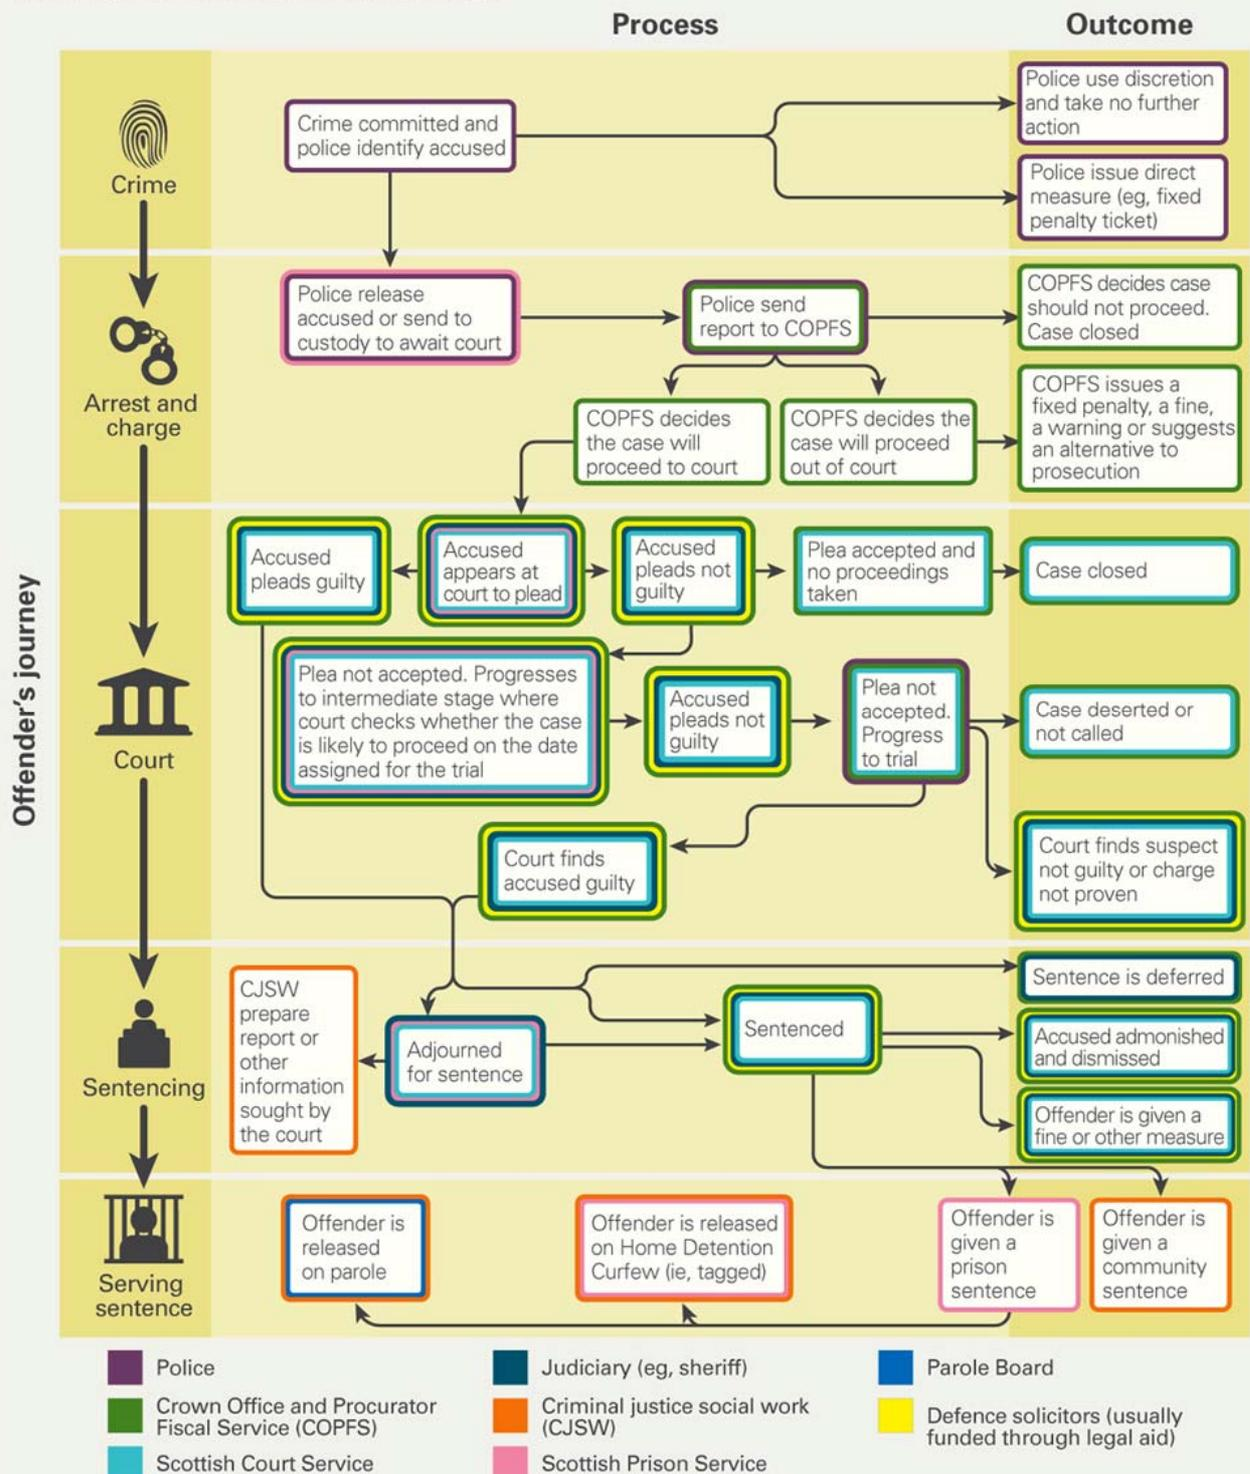 Process
Outcome
Offender's journey
Crime
Crime committed and
police identify accused
Police use discretion
and take no further
action
Police issue direct
measure (eg, fixed
penalty ticket)
Arrest and
charge
Police release
accused or send to
custody to await court
Police send
report to COPFS
COPFS decides case
should not proceed.
Case closed
COPFS decides
the case will
proceed to court
COPFS decides the
case will proceed
out of court
COPFS issues a
fixed penalty, a fine,
a warning or suggests
an alternative to
prosecution
Court
Accused
pleads guilty
Accused
appears at
court to plead
Accused
pleads not
guilty
Plea accepted and
no proceedings
taken
Case closed
Plea not accepted. Progresses
to intermediate stage where
court checks whether the case
is likely to proceed on the date
assigned for the trial
Accused
pleads not
guilty
Plea not
accepted.
Progress
to trial
Case deserted or
not called
Court finds
accused guilty
Court finds suspect
not guilty or charge
not proven
Sentencing
CJSW
prepare
report or
other
information
sought by
the court
Adjourned
for sentence
Sentenced
Sentence is deferred
Accused admonished
and dismissed
Offender is given a
fine or other measure
Serving
sentence
Offender is
released
on parole
Offender is released
on Home Detention
Curfew (ie, tagged)
Offender is
given a
prison
sentence
Offender is
given a
community
sentence
Police
Crown Office and Procurator
Fiscal Service (COPFS)
Scottish Court Service
Judiciary (eg, sheriff)
Criminal justice social work
(CJSW)
Scottish Prison Service
Parole Board
Defence solicitors (usually
funded through legal aid)